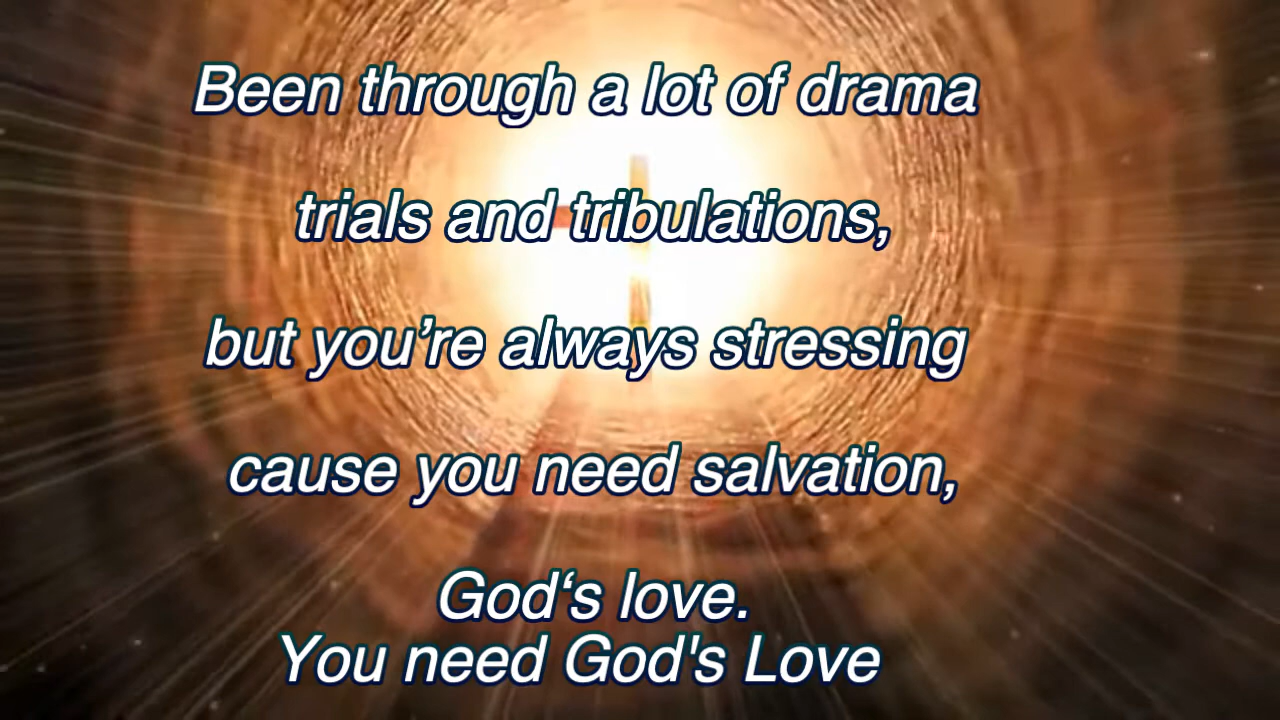 Been through a lot of drama
trials and tribulations,
but you’re always stressing
cause you need salvation,
God‘s love.
You need God's Love